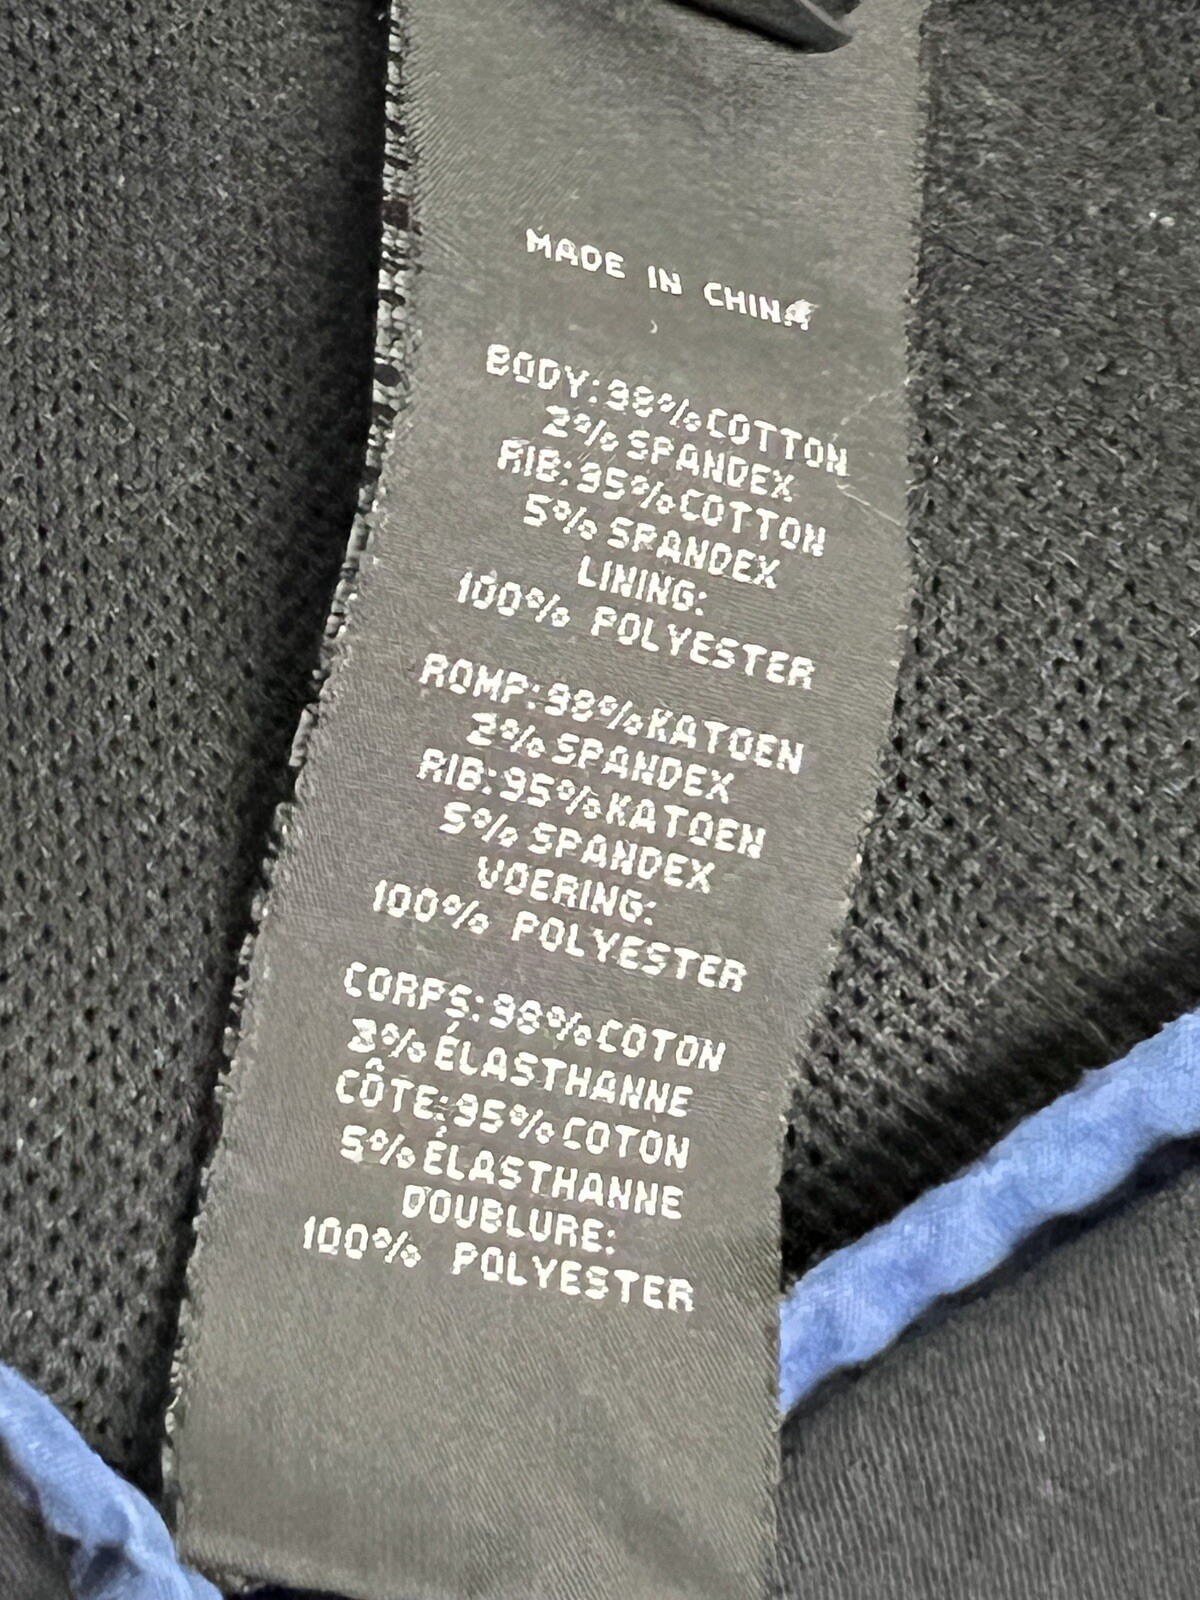 MADE IN CHINA
BODY:98%COTTON
2%SPANDEX
RIB:95%COTTON
5%SPANDEX
LINING:
100% POLYESTER
ROMP:98%KATOEN
2%SPANDEX
RIB:95%KATOEN
5%SPANDEX
VOERING:
100% POLYESTER
CORPS:98%COTON
2%ÉLASTHANNE
CÔTE:95%COTON
5%ÉLASTHANNE
DOUBLURE:
100% POLYESTER